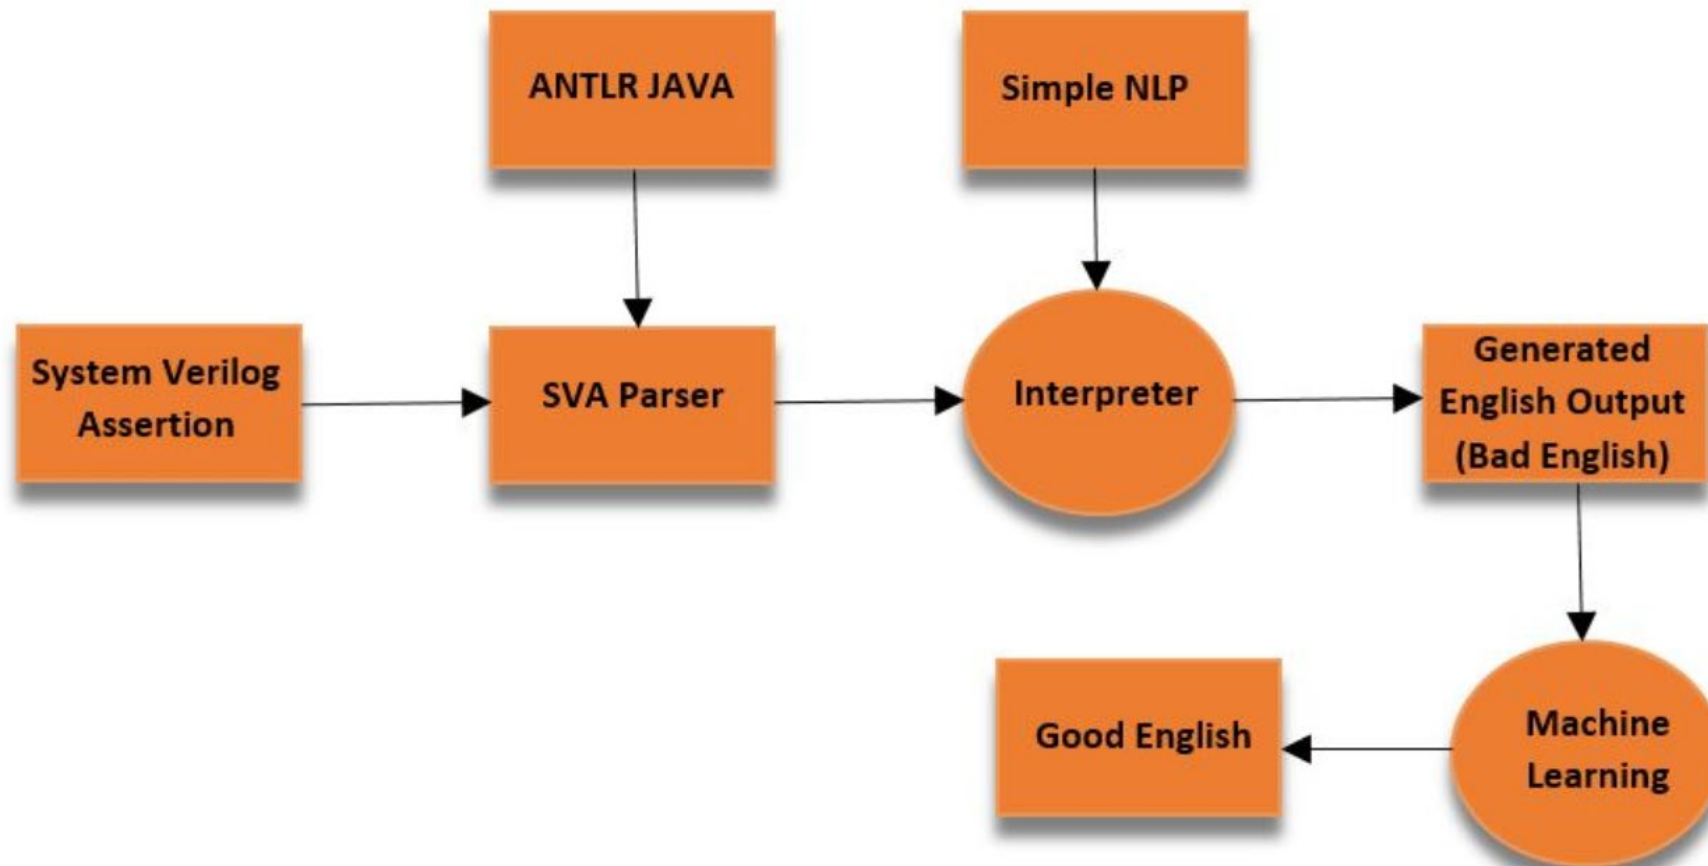 ANTLR JAVA
Simple NLP
System Verilog
Assertion
SVA Parser
Interpreter
Generated
English Output
(Bad English)
Good English
Machine
Learning